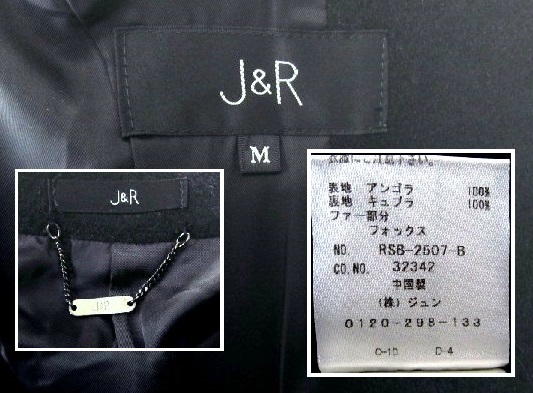 J&R
M
J&R
J&R
表地 アンゴラ 100%
裏地 キュプラ 100%
ファー部分
フォックス
NO. RSB-2507-B
CO.NO. 32342
中国製
(株) ジュン
0120-298-133
C-10 D-4